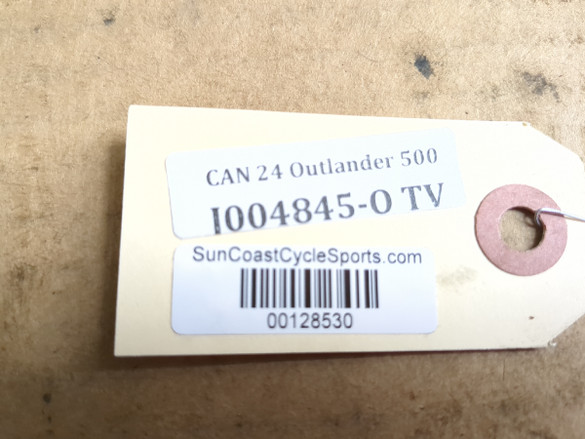 CAN 24 Outlander 500
I004845-O TV
SunCoastCycleSports.com
00128530